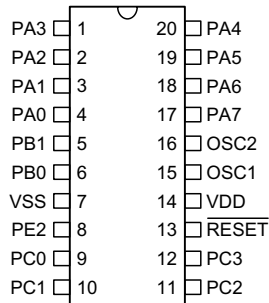 PA3 1 20 PA4
PA2 2 19 PA5
PA1 3 18 PA6
PA0 4 17 PA7
PB1 5 16 OSC2
PB0 6 15 OSC1
VSS 7 14 VDD
PE2 8 13 RESET
PC0 9 12 PC3
PC1 10 11 PC2